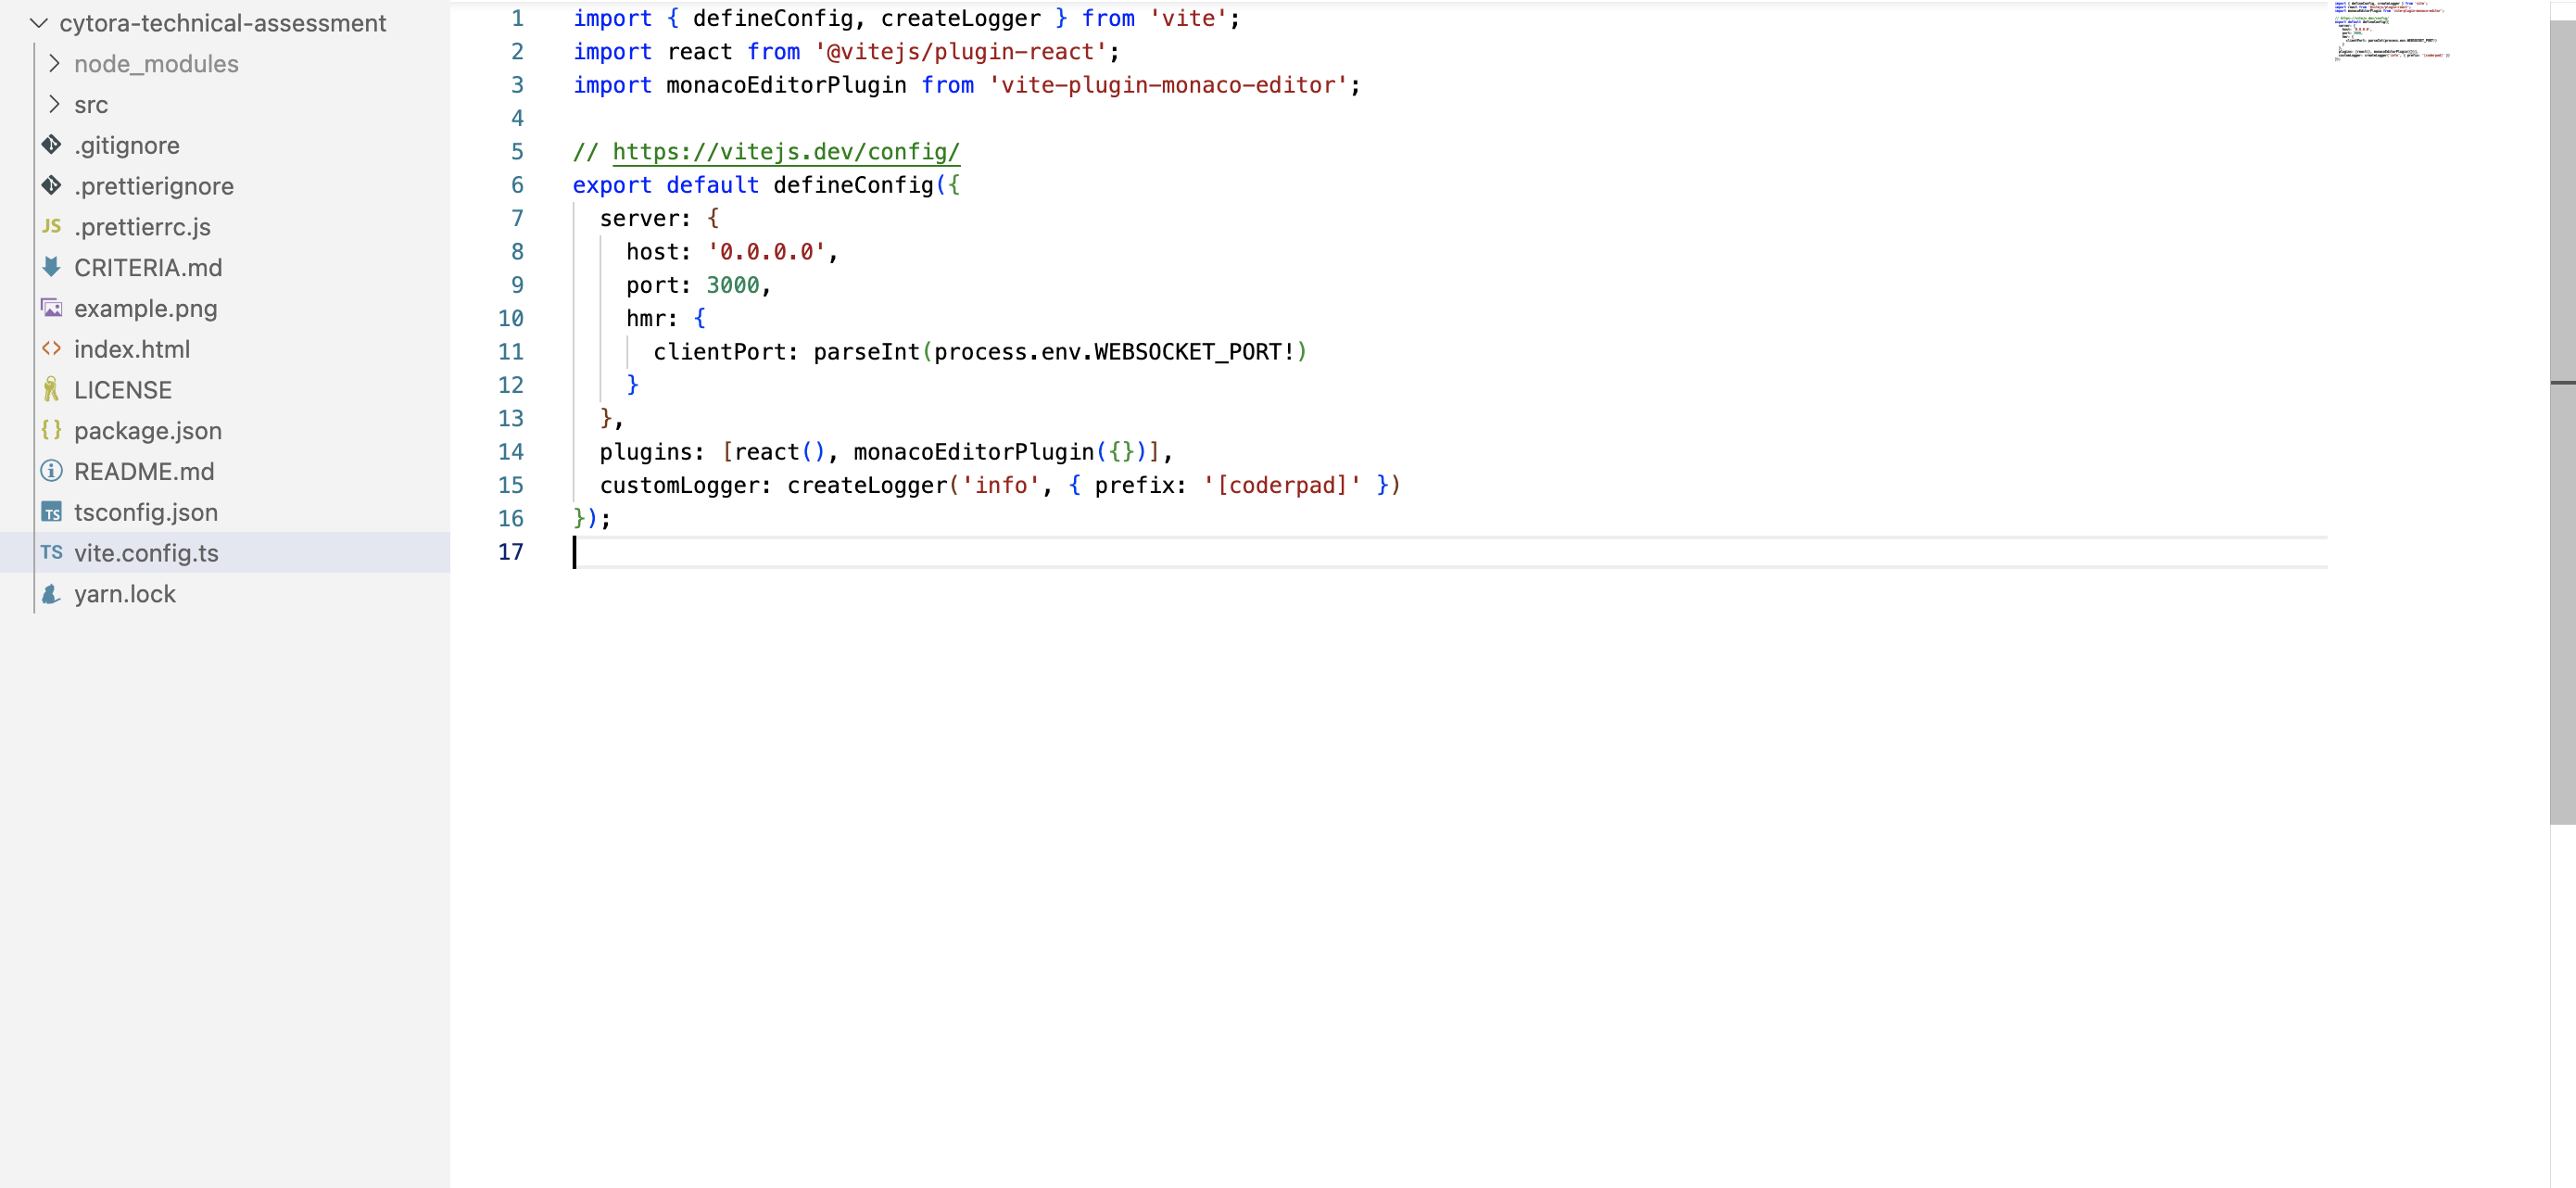 cytora-technical-assessment
node_modules
src
.gitignore
.prettierignore
JS .prettierrc.js
CRITERIA.md
example.png
<> index.html
LICENSE
{} package.json
README.md
TS tsconfig.json
TS vite.config.ts
yarn.lock
1 import { defineConfig, createLogger } from 'vite';
2 import react from '@vitejs/plugin-react';
3 import monacoEditorPlugin from 'vite-plugin-monaco-editor';
4
5 // https://vitejs.dev/config/
6 export default defineConfig({
7   server: {
8     host: '0.0.0.0',
9     port: 3000,
10     hmr: {
11       clientPort: parseInt(process.env.WEBSOCKET_PORT!)
12     }
13   },
14   plugins: [react(), monacoEditorPlugin({})],
15   customLogger: createLogger('info', { prefix: '[coderpad]' })
16 });
17